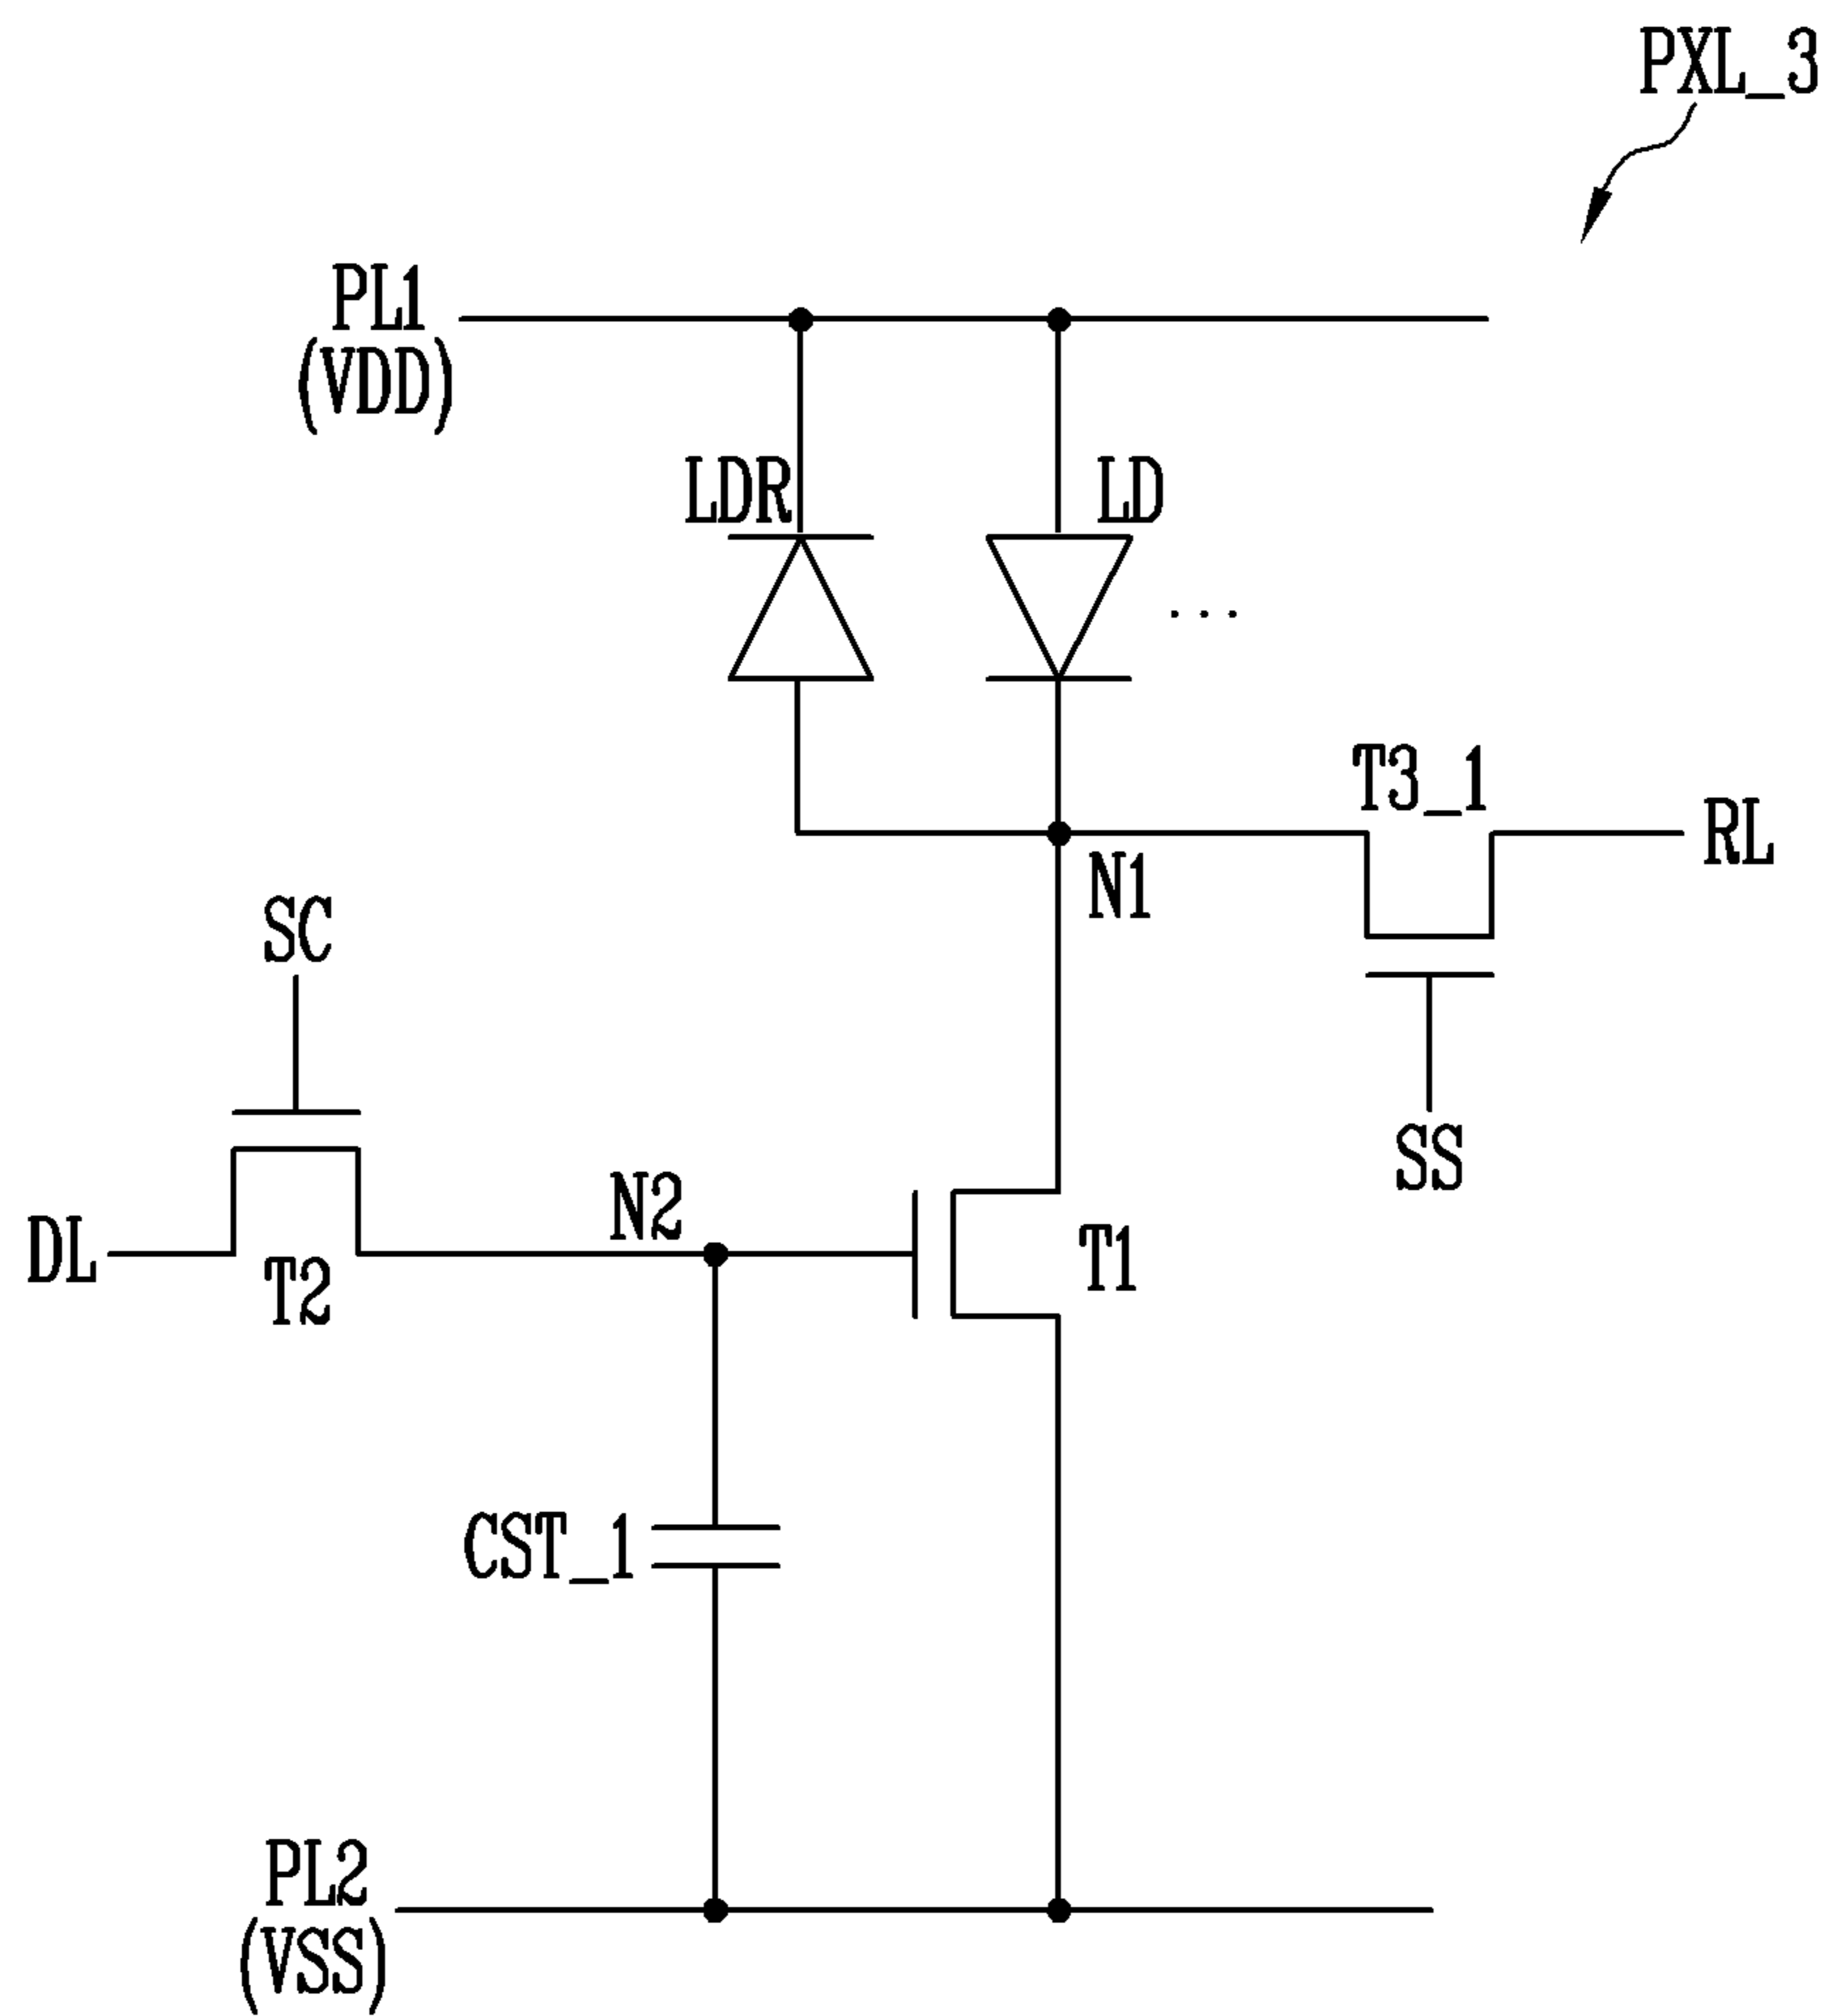 PXL_3
PL1
(VDD)
LDR
LD
...
T3_1
RL
N1
SC
SS
N2
T1
DL
T2
CST_1
PL2
(VSS)